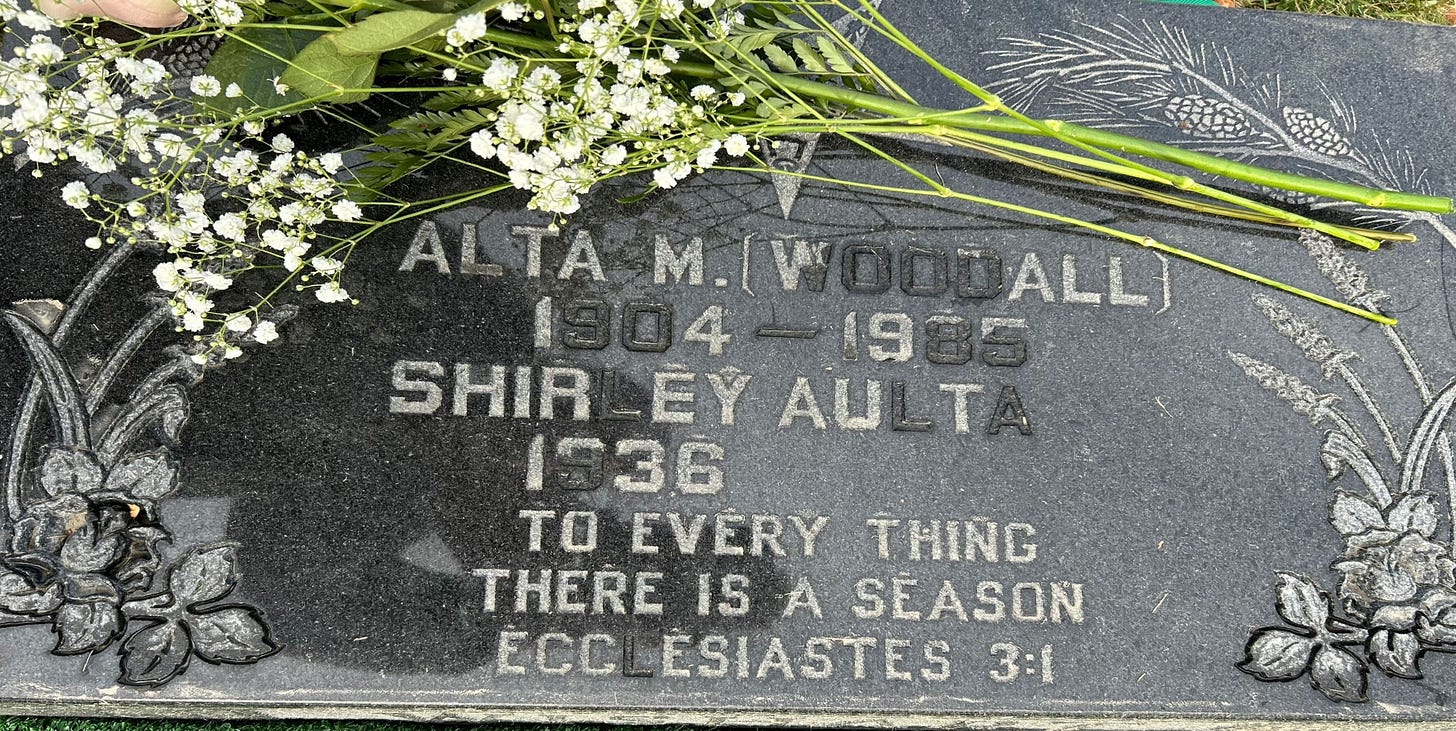 ALTA M. (WOODALL)
1904 — 1985
SHIRLEY AULTA
1936
TO EVERY THING
THERE IS A SEASON
ECCLESIASTES 3:1